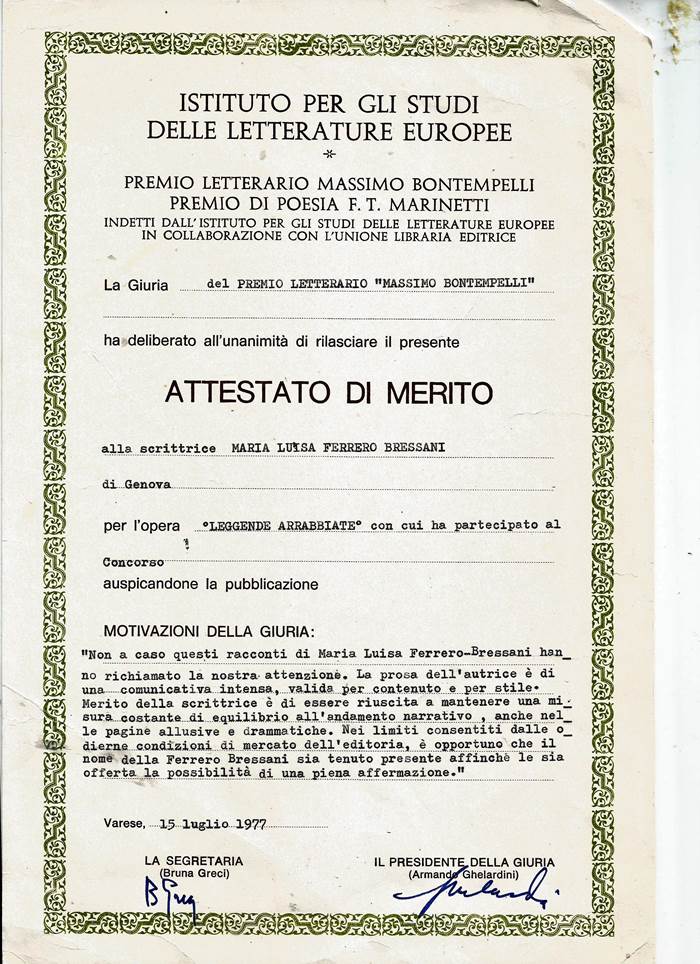 ISTITUTO PER GLI STUDI
DELLE LETTERATURE EUROPEE
*
PREMIO LETTERARIO MASSIMO BONTEMPELLI
PREMIO DI POESIA F. T. MARINETTI
INDETTI DALL'ISTITUTO PER GLI STUDI DELLE LETTERATURE EUROPEE
IN COLLABORAZIONE CON L'UNIONE LIBRARIA EDITRICE
La Giuria del PREMIO LETTERARIO "MASSIMO BONTEMPELLI"
ha deliberato all'unanimità di rilasciare il presente
ATTESTATO DI MERITO
alla scrittrice MARIA LUISA FERRERO BRESSANI
di Genova
per l'opera °LEGGENDE ARRABBIATE° con cui ha partecipato al
Concorso
auspicandone la pubblicazione
MOTIVAZIONI DELLA GIURIA:
"Non a caso questi racconti di Maria Luisa Ferrero-Bressani han_
no richiamato la nostra attenzione. La prosa dell'autrice è di
una comunicativa intensa, valida per contenuto e per stile.
Merito della scrittrice è di essere riuscita a mantenere una mi_
sura costante di equilibrio all'andamento narrativo , anche nel_
le pagine allusive e drammatiche. Nei limiti consentiti dalle o_
dierne condizioni di mercato dell'editoria, è opportuno che il
nome della Ferrero Bressani sia tenuto presente affinchè le sia
offerta la possibilità di una piena affermazione."
Varese, 15 luglio 1977
LA SEGRETARIA
(Bruna Greci)
B Greci
IL PRESIDENTE DELLA GIURIA
(Armando Ghelardini)